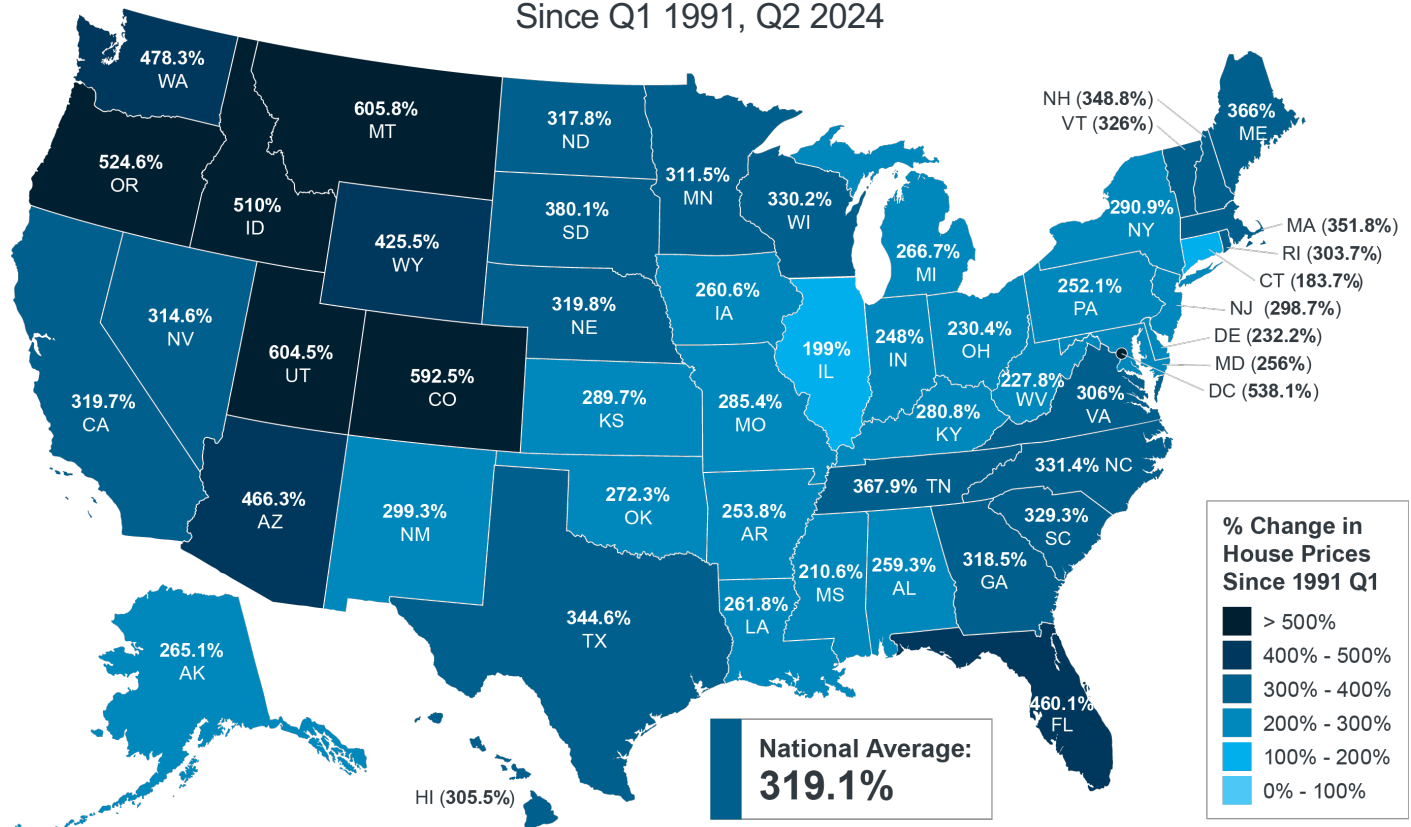 Since Q1 1991, Q2 2024
478.3%
WA
605.8%
MT
317.8%
ND
NH (348.8%)
VT (326%)
366%
ME
524.6%
OR
510%
ID
311.5%
MN
330.2%
WI
380.1%
SD
290.9%
NY
425.5%
WY
266.7%
MI
MA (351.8%)
RI (303.7%)
CT (183.7%)
NJ (298.7%)
DE (232.2%)
MD (256%)
DC (538.1%)
260.6%
IA
252.1%
PA
314.6%
NV
319.8%
NE
604.5%
UT
592.5%
CO
199%
IL
248%
IN
230.4%
OH
227.8%
WV
306%
VA
319.7%
CA
289.7%
KS
285.4%
MO
280.8%
KY
331.4% NC
367.9% TN
466.3%
AZ
299.3%
NM
272.3%
OK
253.8%
AR
329.3%
SC
210.6%
MS
259.3%
AL
318.5%
GA
261.8%
LA
344.6%
TX
265.1%
AK
460.1%
FL
HI (305.5%)
National Average:
319.1%
% Change in
House Prices
Since 1991 Q1
> 500%
400% - 500%
300% - 400%
200% - 300%
100% - 200%
0% - 100%